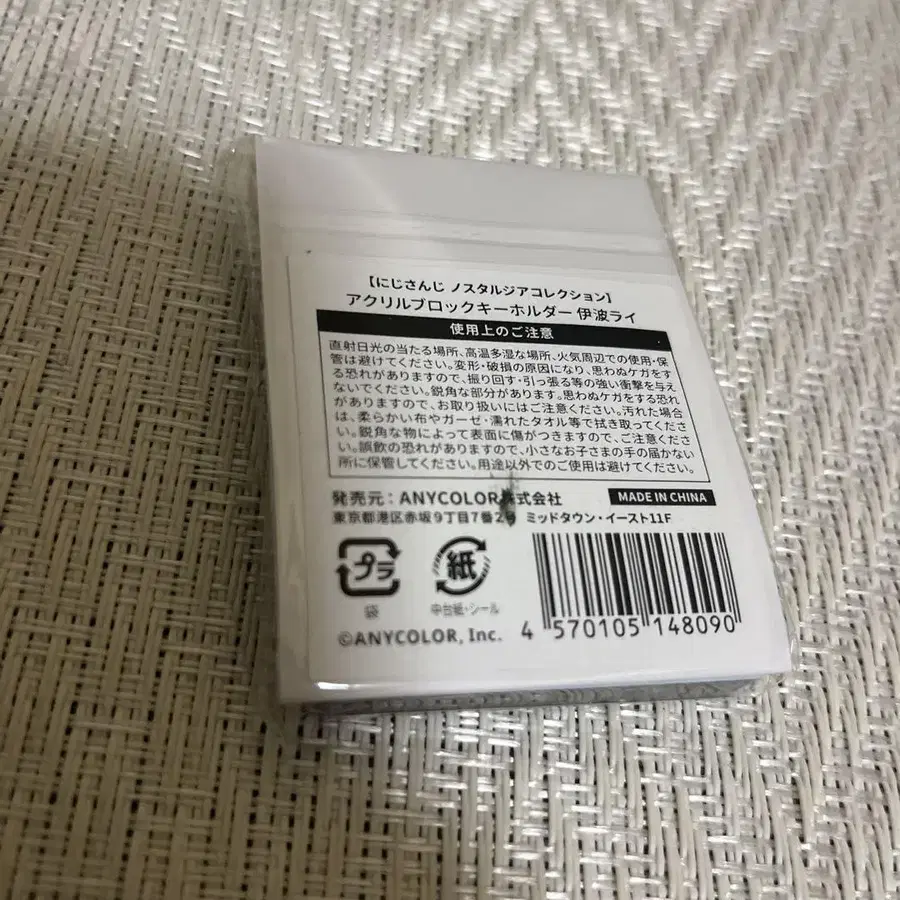 【にじさんじ ノスタルジアコレクション】
アクリルブロックキーホルダー 伊波ライ
使用上のご注意
直射日光の当たる場所、高温多湿な場所、火気周辺での使用・保
管は避けてください。変形・破損の原因になり、思わぬケガをす
る恐れがありますので、振り回す・引っ張る等の強い衝撃を与え
ないでください。鋭角な部分があります。思わぬケガをする恐れ
がありますので、お取り扱いにはご注意ください。汚れた場合
は、柔らかい布やガーゼ・濡れたタオル等で拭き取ってくださ
い。鋭角な物によって表面に傷がつきますので、ご注意くださ
い。誤飲の恐れがありますので、小さなお子さまの手の届かない
所に保管してください。用途以外でのご使用は避けてください。
発売元：ANYCOLOR株式会社 MADE IN CHINA
東京都港区赤坂9丁目7番2号 ミッドタウン・イースト11F
プラ 紙
袋 中台紙・シール
©ANYCOLOR, Inc. 4 570105 148090